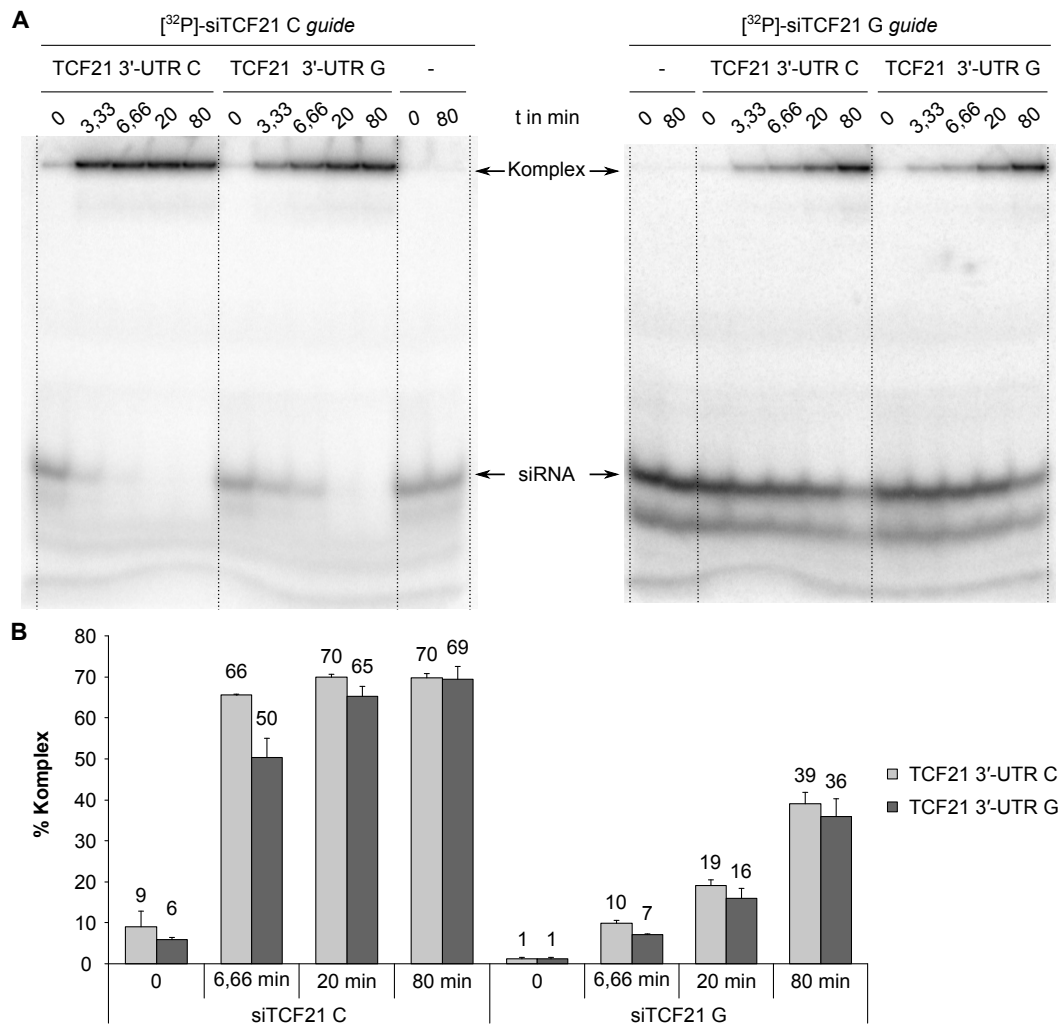 A
[³²P]-siTCF21 C guide
[³²P]-siTCF21 G guide
TCF21 3'-UTR C TCF21 3'-UTR G -
- TCF21 3'-UTR C TCF21 3'-UTR G
0 3,33 6,66 20 80 0 3,33 6,66 20 80 0 80
t in min
0 80 0 3,33 6,66 20 80 0 3,33 6,66 20 80
Komplex
siRNA
B
% Komplex
80
70
60
50
40
30
20
10
0
9 6 66 50 70 65 70 69 1 1 10 7 19 16 39 36
0 6,66 min 20 min 80 min 0 6,66 min 20 min 80 min
siTCF21 C siTCF21 G
TCF21 3′-UTR C
TCF21 3′-UTR G